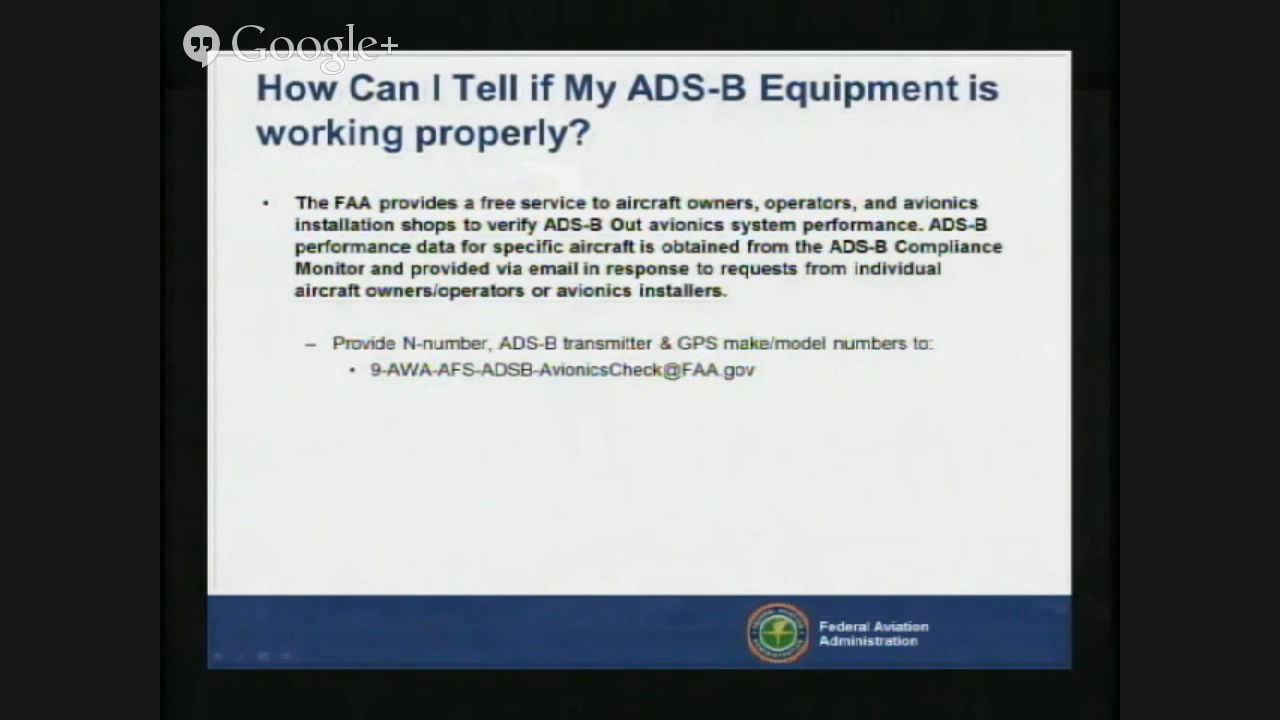 Google+
How Can I Tell if My ADS-B Equipment is
working properly?
• The FAA provides a free service to aircraft owners, operators, and avionics
installation shops to verify ADS-B Out avionics system performance. ADS-B
performance data for specific aircraft is obtained from the ADS-B Compliance
Monitor and provided via email in response to requests from individual
aircraft owners/operators or avionics installers.
– Provide N-number, ADS-B transmitter & GPS make/model numbers to:
• 9-AWA-AFS-ADSB-AvionicsCheck@FAA.gov
Federal Aviation
Administration